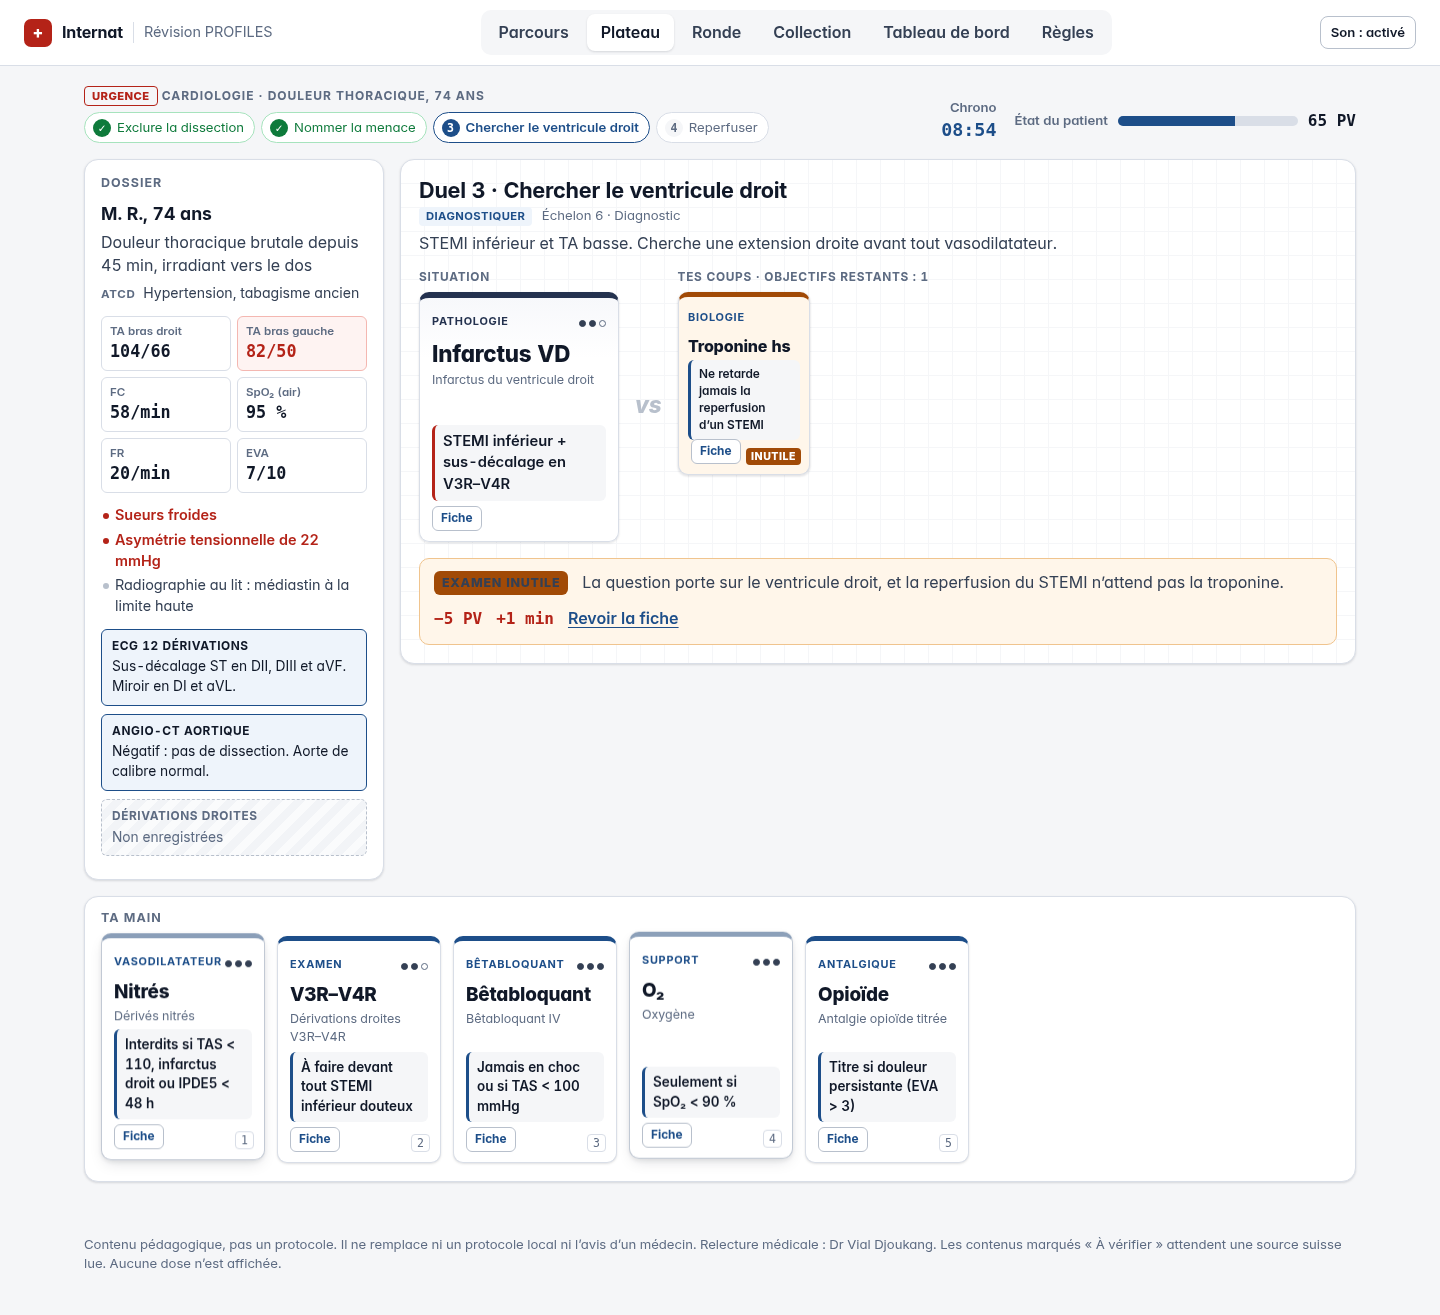 + Internat Révision PROFILES
Parcours Plateau Ronde Collection Tableau de bord Règles
Son : activé
URGENCE CARDIOLOGIE · DOULEUR THORACIQUE, 74 ANS
✓ Exclure la dissection ✓ Nommer la menace 3 Chercher le ventricule droit 4 Reperfuser
Chrono
08:54
État du patient 65 PV
DOSSIER
M. R., 74 ans
Douleur thoracique brutale depuis
45 min, irradiant vers le dos
ATCD Hypertension, tabagisme ancien
TA bras droit
104/66
TA bras gauche
82/50
FC
58/min
SpO₂ (air)
95 %
FR
20/min
EVA
7/10
Sueurs froides
Asymétrie tensionnelle de 22
mmHg
Radiographie au lit : médiastin à la
limite haute
ECG 12 DÉRIVATIONS
Sus-décalage ST en DII, DIII et aVF.
Miroir en DI et aVL.
ANGIO-CT AORTIQUE
Négatif : pas de dissection. Aorte de
calibre normal.
DÉRIVATIONS DROITES
Non enregistrées
Duel 3 · Chercher le ventricule droit
DIAGNOSTIQUER Échelon 6 · Diagnostic
STEMI inférieur et TA basse. Cherche une extension droite avant tout vasodilatateur.
SITUATION
PATHOLOGIE
Infarctus VD
Infarctus du ventricule droit
STEMI inférieur +
sus-décalage en
V3R–V4R
Fiche
VS
TES COUPS · OBJECTIFS RESTANTS : 1
BIOLOGIE
Troponine hs
Ne retarde
jamais la
reperfusion
d’un STEMI
Fiche INUTILE
EXAMEN INUTILE La question porte sur le ventricule droit, et la reperfusion du STEMI n’attend pas la troponine.
−5 PV +1 min Revoir la fiche
TA MAIN
VASODILATATEUR
Nitrés
Dérivés nitrés
Interdits si TAS <
110, infarctus
droit ou IPDE5 <
48 h
Fiche 1
EXAMEN
V3R–V4R
Dérivations droites
V3R–V4R
À faire devant
tout STEMI
inférieur douteux
Fiche 2
BÊTABLOQUANT
Bêtabloquant
Bêtabloquant IV
Jamais en choc
ou si TAS < 100
mmHg
Fiche 3
SUPPORT
O₂
Oxygène
Seulement si
SpO₂ < 90 %
Fiche 4
ANTALGIQUE
Opioïde
Antalgie opioïde titrée
Titre si douleur
persistante (EVA
> 3)
Fiche 5
Contenu pédagogique, pas un protocole. Il ne remplace ni un protocole local ni l’avis d’un médecin. Relecture médicale : Dr Vial Djoukang. Les contenus marqués « À vérifier » attendent une source suisse
lue. Aucune dose n’est affichée.